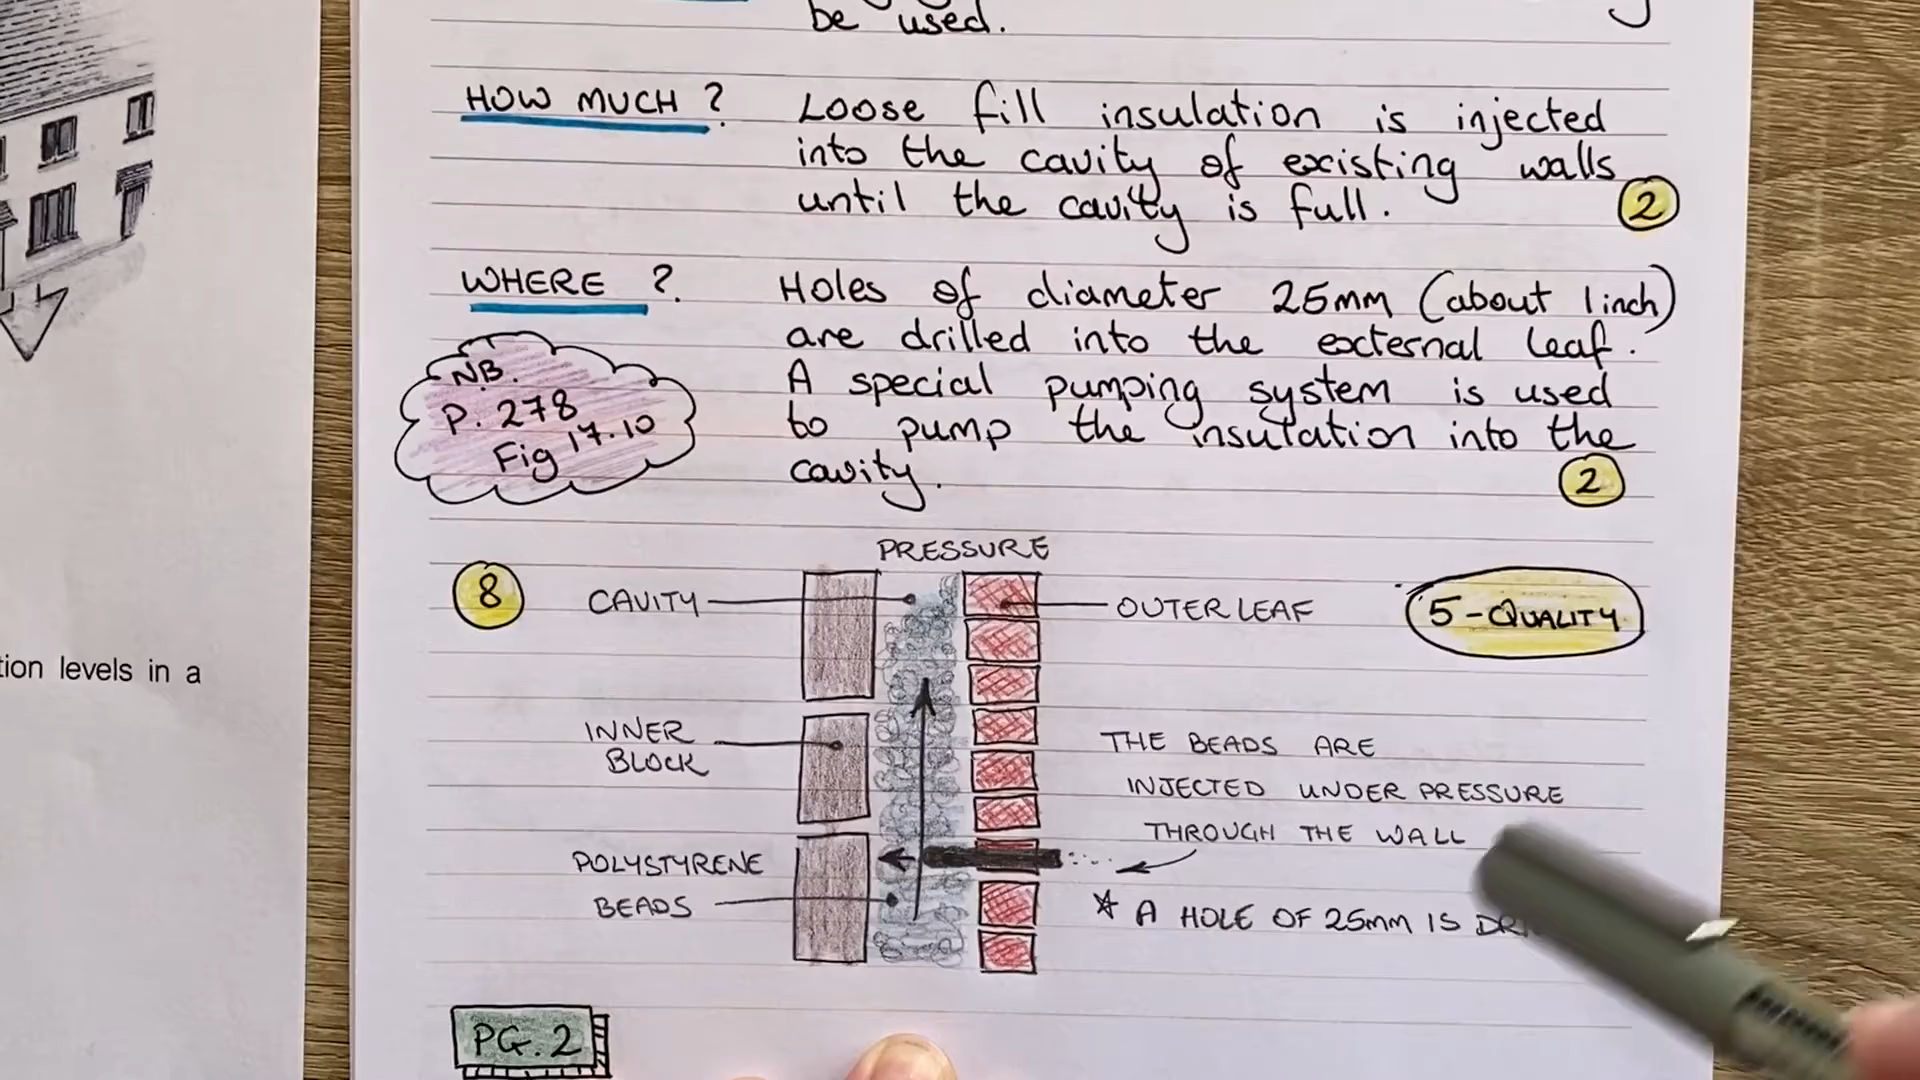 be used.
HOW MUCH ? Loose fill insulation is injected
into the cavity of existing walls
until the cavity is full.
2
WHERE ? Holes of diameter 25mm (about 1 inch)
are drilled into the external leaf.
A special pumping system is used
to pump the insulation into the
cavity.
2
N.B.
P. 278
Fig 17.10
PRESSURE
8
CAVITY
OUTER LEAF
5-QUALITY
tion levels in a
INNER
BLOCK
THE BEADS ARE
INJECTED UNDER PRESSURE
THROUGH THE WALL
POLYSTYRENE
BEADS
* A HOLE OF 25mm IS
PG. 2